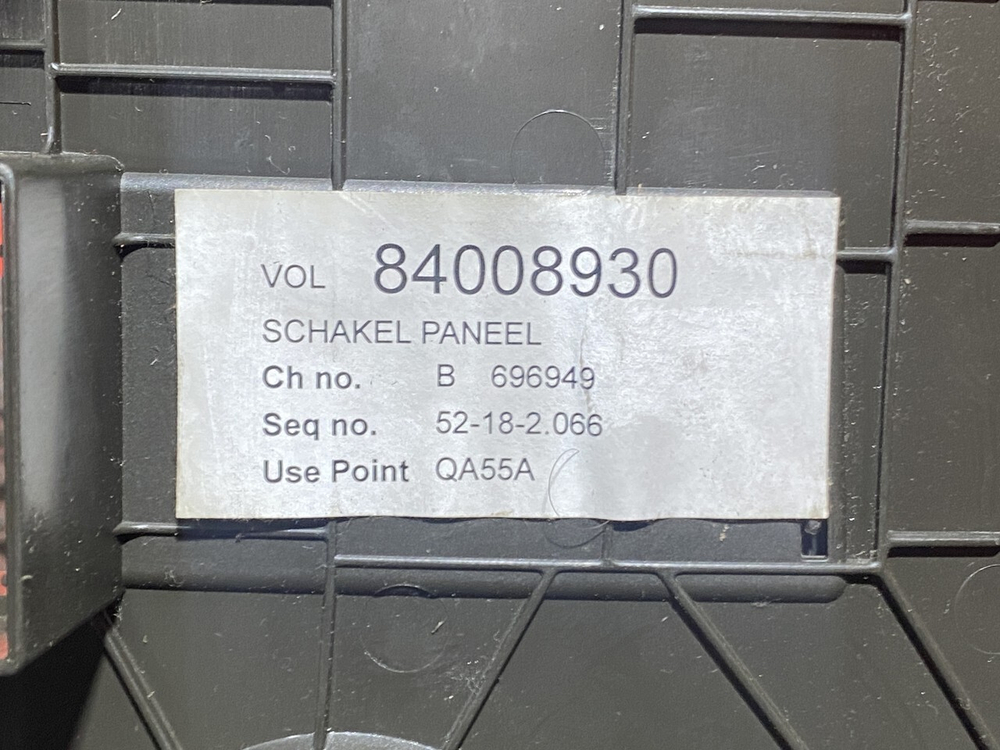 VOL 84008930
SCHAKEL PANEEL
Ch no. B 696949
Seq no. 52-18-2.066
Use Point QA55A